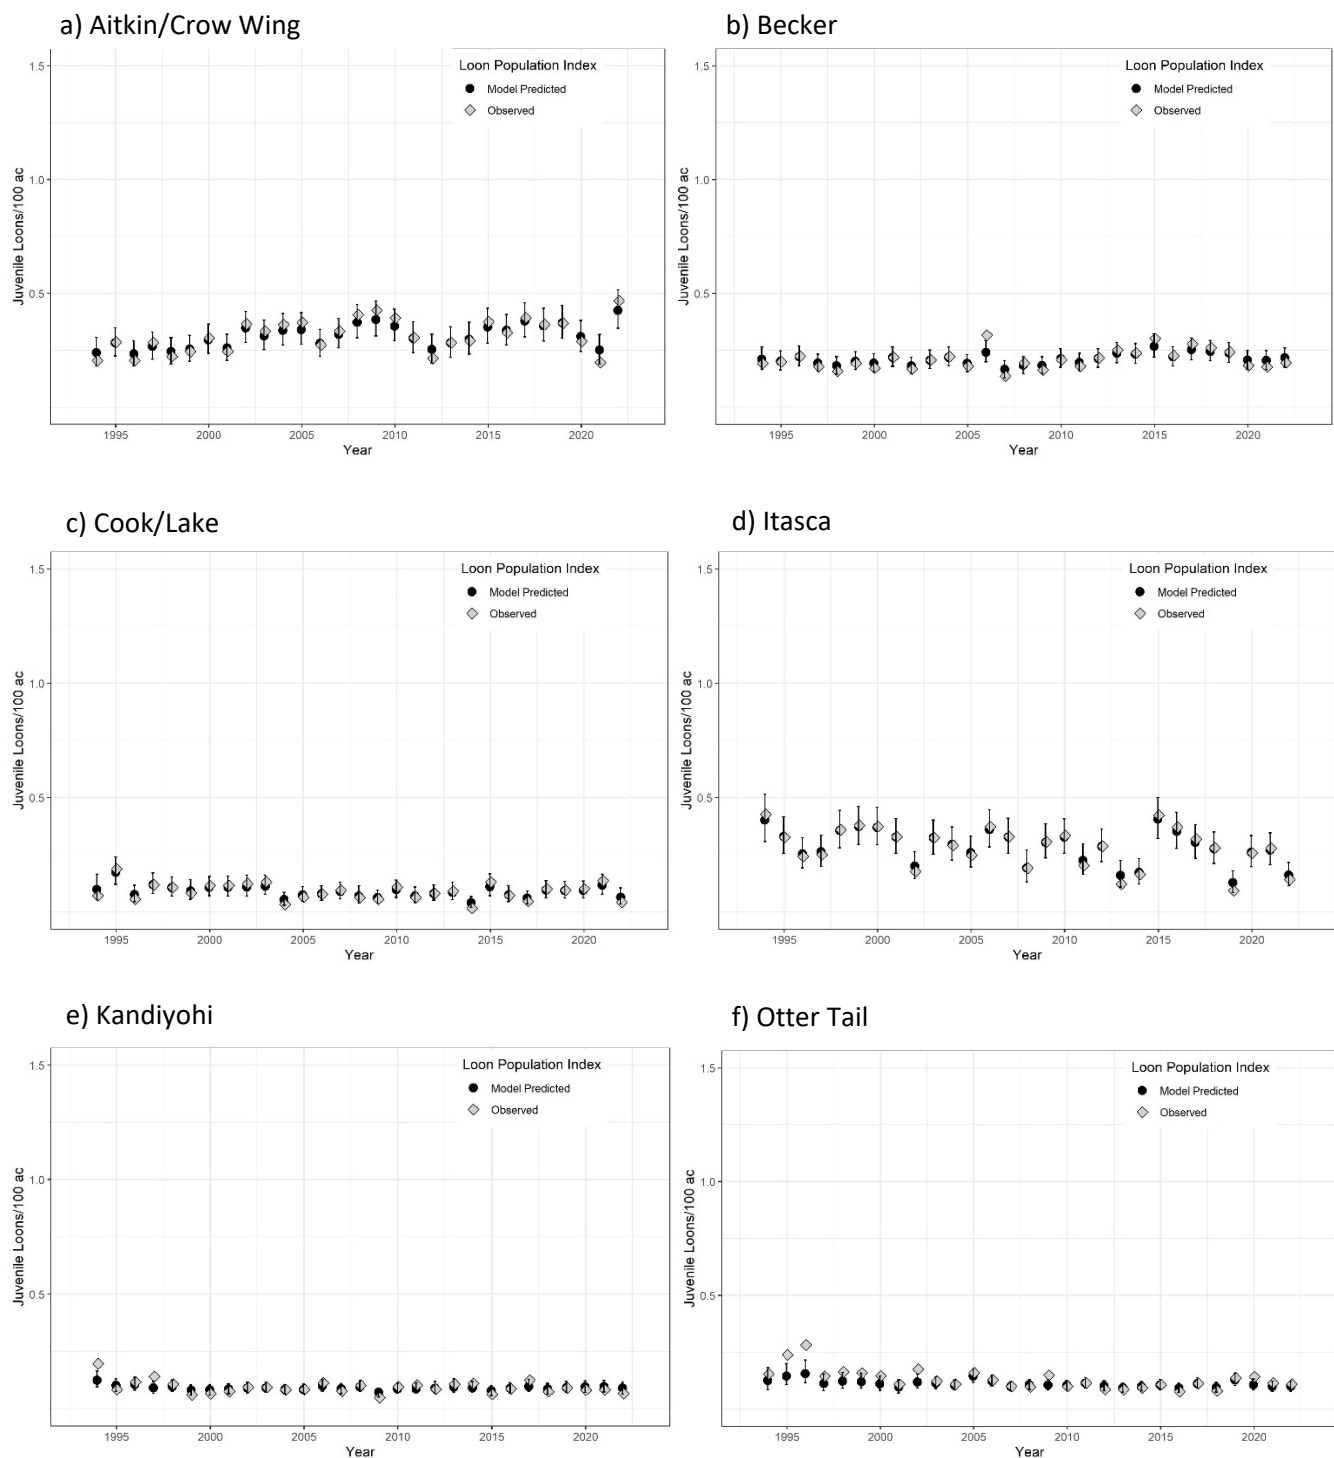 a) Aitkin/Crow Wing
Loon Population Index
Model Predicted
Observed
1.5
1.0
0.5
Juvenile Loons/100 ac
1995 2000 2005 2010 2015 2020
Year
b) Becker
Loon Population Index
Model Predicted
Observed
1.5
1.0
0.5
Juvenile Loons/100 ac
1995 2000 2005 2010 2015 2020
Year
c) Cook/Lake
Loon Population Index
Model Predicted
Observed
1.5
1.0
0.5
Juvenile Loons/100 ac
1995 2000 2005 2010 2015 2020
Year
d) Itasca
Loon Population Index
Model Predicted
Observed
1.5
1.0
0.5
Juvenile Loons/100 ac
1995 2000 2005 2010 2015 2020
Year
e) Kandiyohi
Loon Population Index
Model Predicted
Observed
1.5
1.0
0.5
Juvenile Loons/100 ac
1995 2000 2005 2010 2015 2020
Year
f) Otter Tail
Loon Population Index
Model Predicted
Observed
1.5
1.0
0.5
Juvenile Loons/100 ac
1995 2000 2005 2010 2015 2020
Year